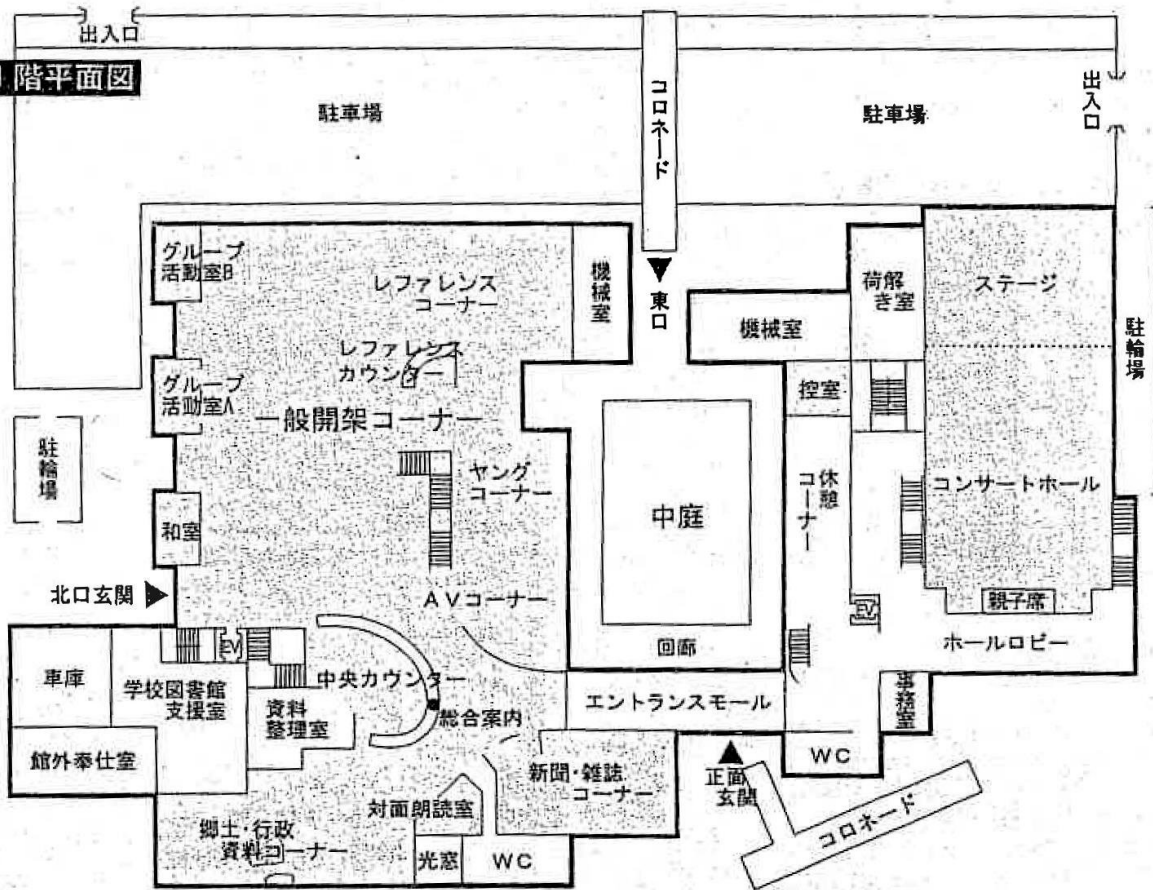 出入口
階平面図
駐車場
コロネード
駐車場
出入口
グループ
活動室B
レファレンス
コーナー
機械室
東口
荷解
き室
ステージ
機械室
駐輪場
レファレンス
カウンター
グループ
活動室A
一般開架コーナー
控室
駐輪場
ヤング
コーナー
中庭
休憩
コーナー
コンサートホール
和室
北口玄関
AVコーナー
EV
親子席
回廊
ホールロビー
EV
車庫
学校図書館
支援室
中央カウンター
資料
整理室
総合案内
エントランスモール
事務室
館外奉仕室
新聞・雑誌
コーナー
正面
玄関
WC
対面朗読室
郷土・行政
資料コーナー
光窓
WC
コロネード